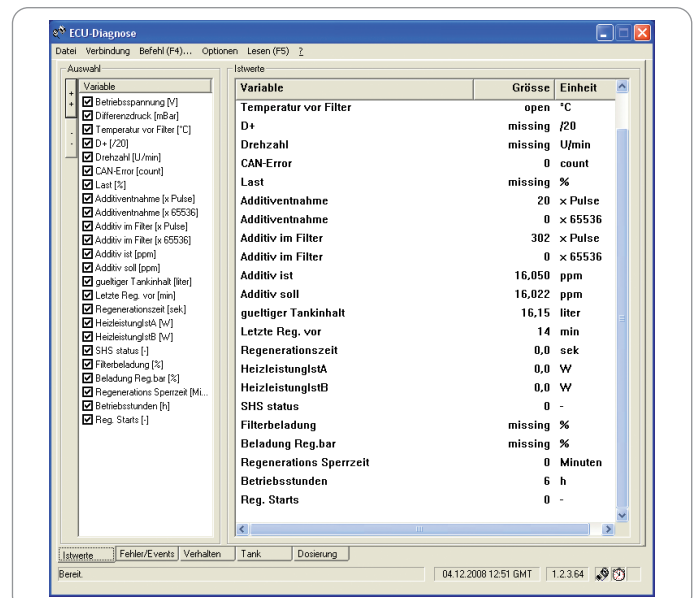 ECU-Diagnose
Datei Verbindung Befehl (F4)... Optionen Lesen (F5) ?
Auswahl
+
+
-
-
Variable
Betriebsspannung [V]
Differenzdruck [mBar]
Temperatur vor Filter [°C]
D+ [/20]
Drehzahl [U/min]
CAN-Error [count]
Last [%]
Additiventnahme [x Pulse]
Additiventnahme [x 65536]
Additiv im Filter [x Pulse]
Additiv im Filter [x 65536]
Additiv ist [ppm]
Additiv soll [ppm]
gueltiger Tankinhalt [liter]
Letzte Reg. vor [min]
Regenerationszeit [sek]
HeizleistungIstA [W]
HeizleistungIstB [W]
SHS status [-]
Filterbeladung [%]
Beladung Reg.bar [%]
Regenerations Sperrzeit [Mi...
Betriebsstunden [h]
Reg. Starts [-]
Istwerte
Variable Grösse Einheit
Temperatur vor Filter open °C
D+ missing /20
Drehzahl missing U/min
CAN-Error 0 count
Last missing %
Additiventnahme 20 x Pulse
Additiventnahme 0 x 65536
Additiv im Filter 302 x Pulse
Additiv im Filter 0 x 65536
Additiv ist 16,050 ppm
Additiv soll 16,022 ppm
gueltiger Tankinhalt 16,15 liter
Letzte Reg. vor 14 min
Regenerationszeit 0,0 sek
HeizleistungIstA 0,0 W
HeizleistungIstB 0,0 W
SHS status 0 -
Filterbeladung missing %
Beladung Reg.bar missing %
Regenerations Sperrzeit 0 Minuten
Betriebsstunden 6 h
Reg. Starts 0 -
Istwerte Fehler/Events Verhalten Tank Dosierung
Bereit. 04.12.2008 12:51 GMT 1.2.3.64